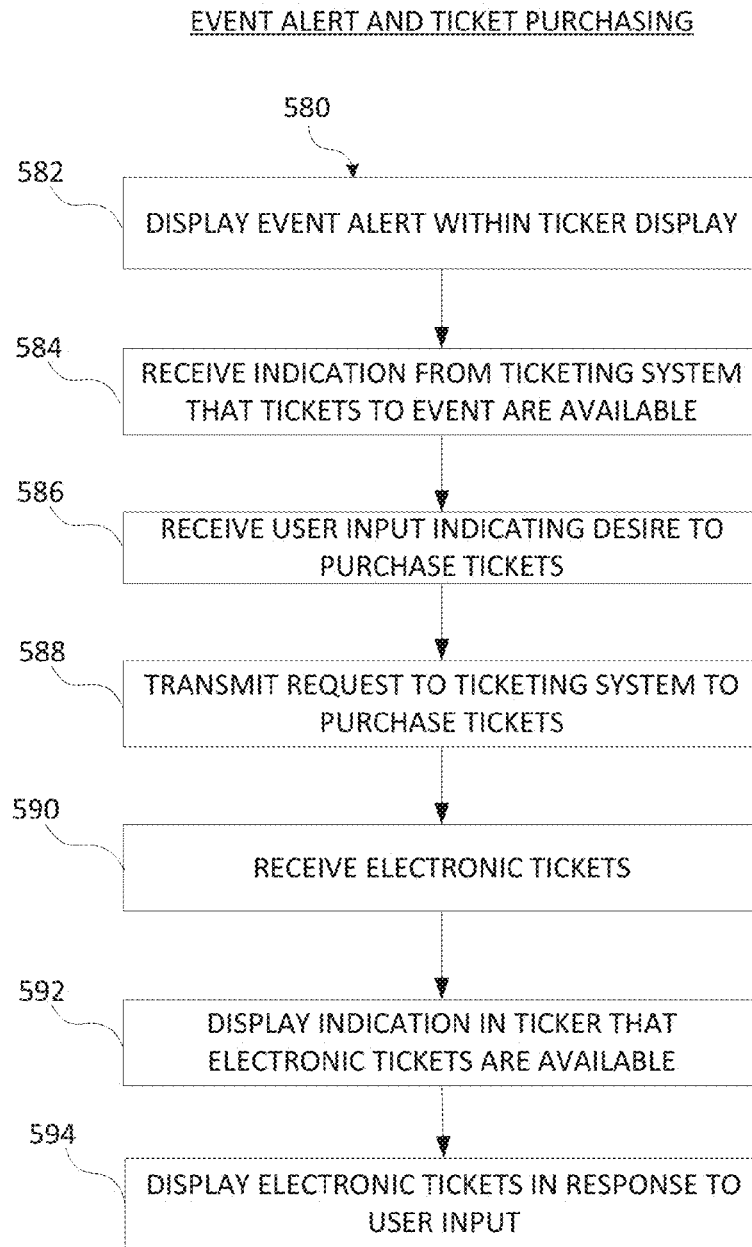 EVENT ALERT AND TICKET PURCHASING
580
582
DISPLAY EVENT ALERT WITHIN TICKER DISPLAY
584
RECEIVE INDICATION FROM TICKETING SYSTEM
THAT TICKETS TO EVENT ARE AVAILABLE
586
RECEIVE USER INPUT INDICATING DESIRE TO
PURCHASE TICKETS
588
TRANSMIT REQUEST TO TICKETING SYSTEM TO
PURCHASE TICKETS
590
RECEIVE ELECTRONIC TICKETS
592
DISPLAY INDICATION IN TICKER THAT
ELECTRONIC TICKETS ARE AVAILABLE
594
DISPLAY ELECTRONIC TICKETS IN RESPONSE TO
USER INPUT